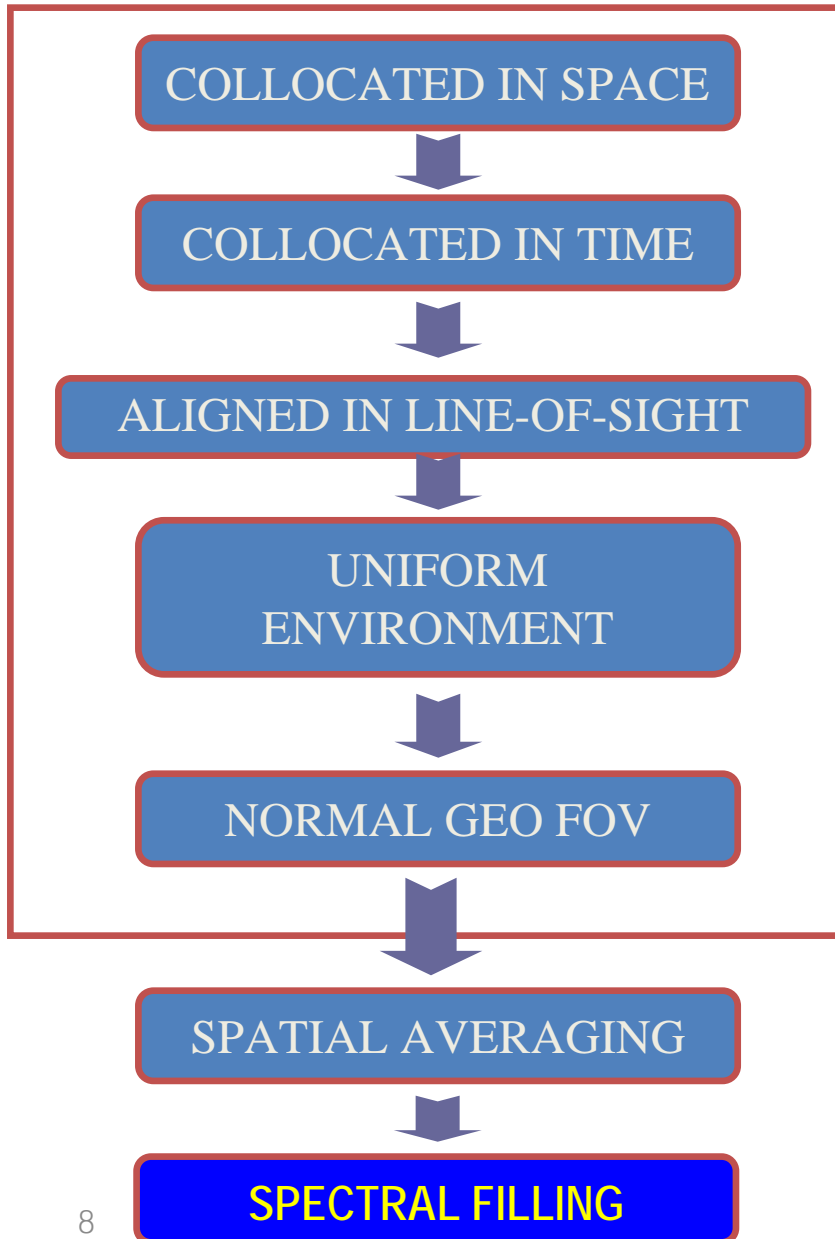 COLLOCATED IN SPACE
COLLOCATED IN TIME
ALIGNED IN LINE-OF-SIGHT
UNIFORM
ENVIRONMENT
NORMAL GEO FOV
SPATIAL AVERAGING
SPECTRAL FILLING
8